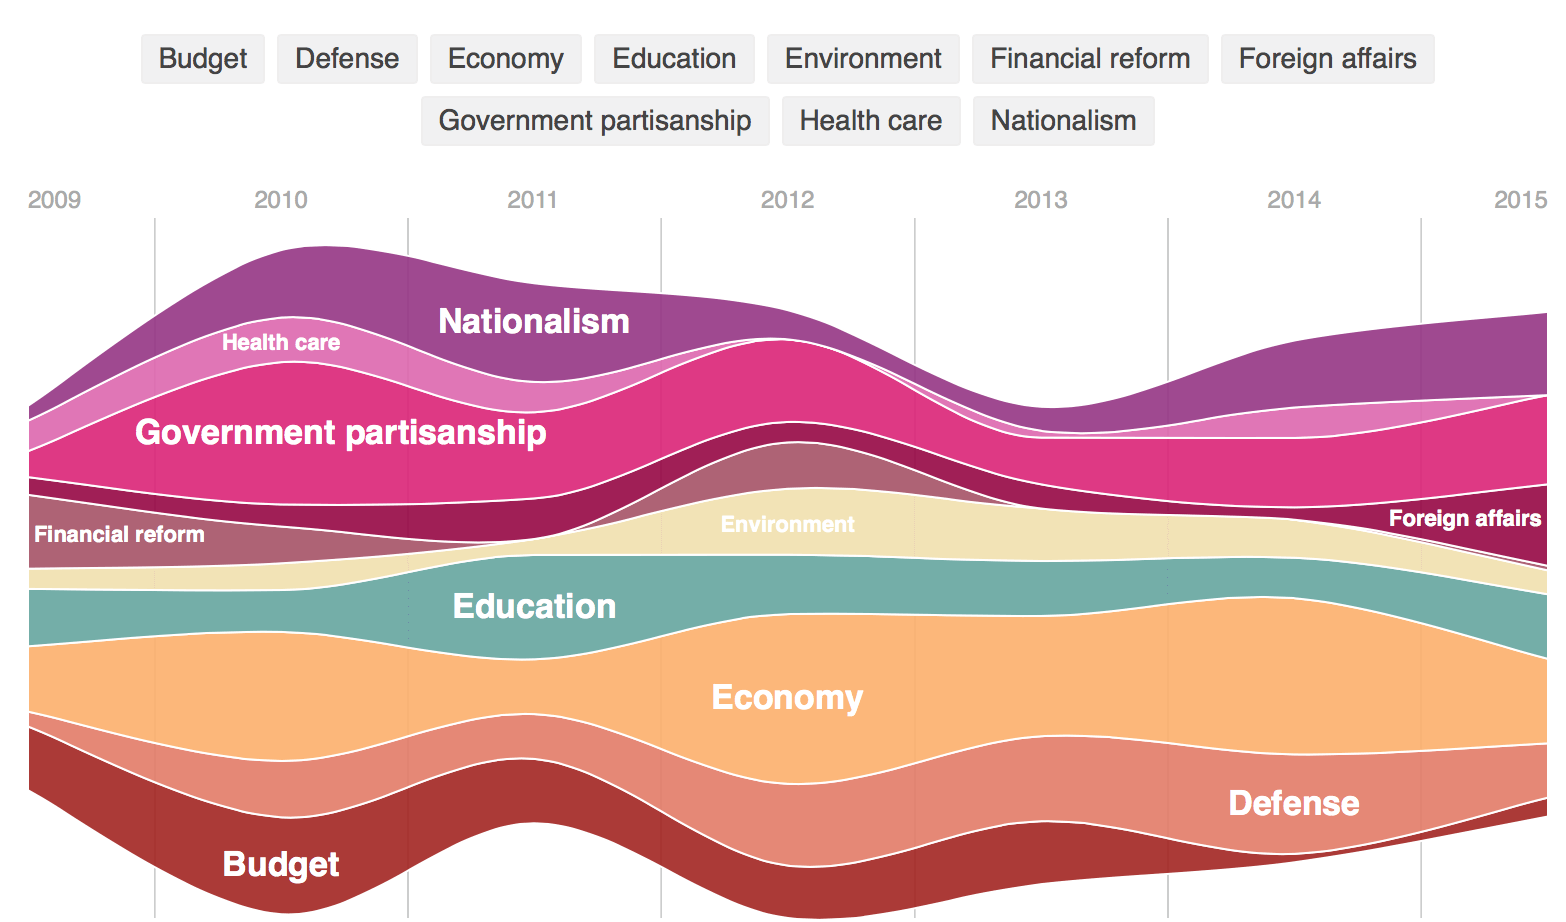 Budget Defense Economy Education Environment Financial reform Foreign affairs
Government partisanship Health care Nationalism
2009 2010 2011 2012 2013 2014 2015
Nationalism
Health care
Government partisanship
Foreign affairs
Environment
Financial reform
Education
Economy
Defense
Budget